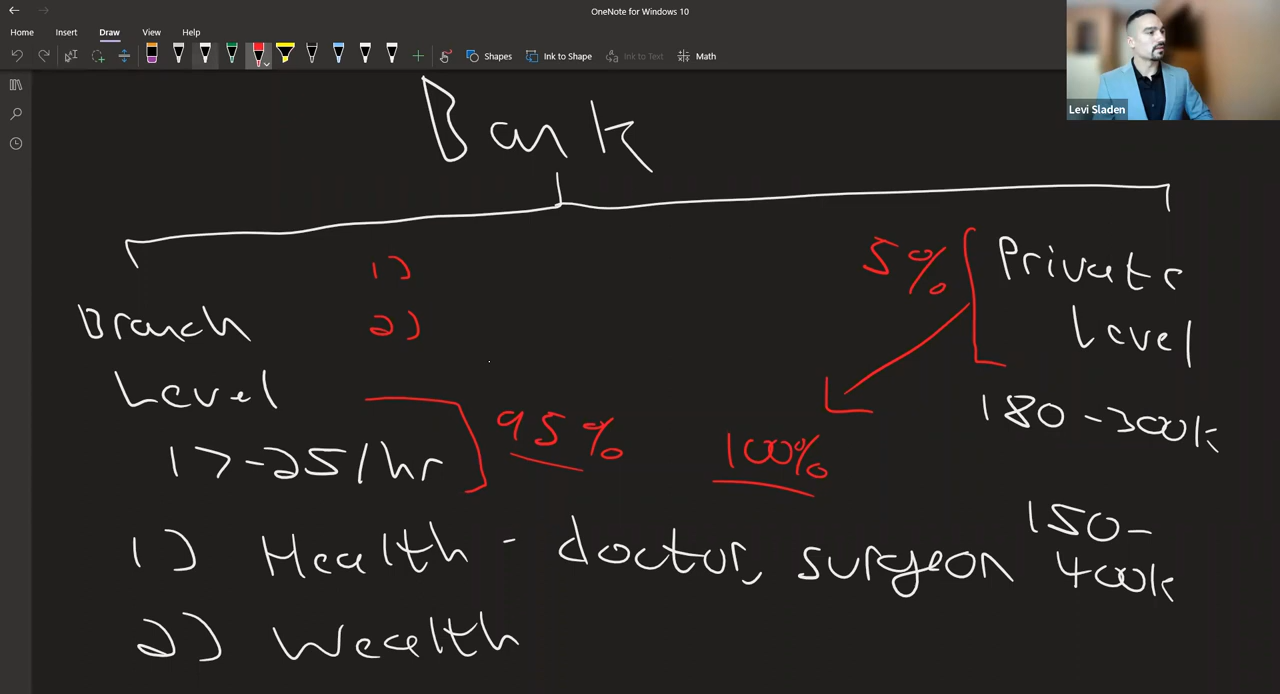 OneNote for Windows 10
Home Insert Draw View Help
Shapes Ink to Shape Ink to Text Math
Levi Sladen
Bank
Branch
Level
17-25/hr
1)
2)
95%
5%
100%
Private
Level
180-300k
1) Health - doctor, surgeon
150-
400k
2) Wealth